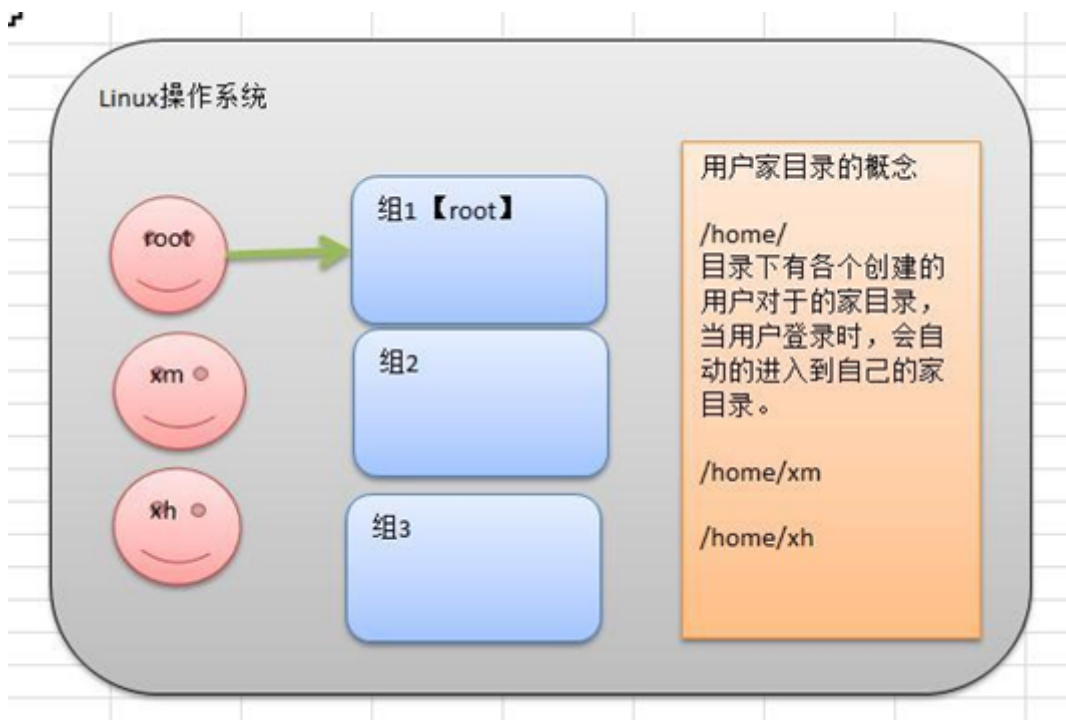 Linux操作系统
root
xm
xh
组1【root】
组2
组3
用户家目录的概念
/home/
目录下有各个创建的
用户对于的家目录，
当用户登录时，会自
动的进入到自己的家
目录。
/home/xm
/home/xh